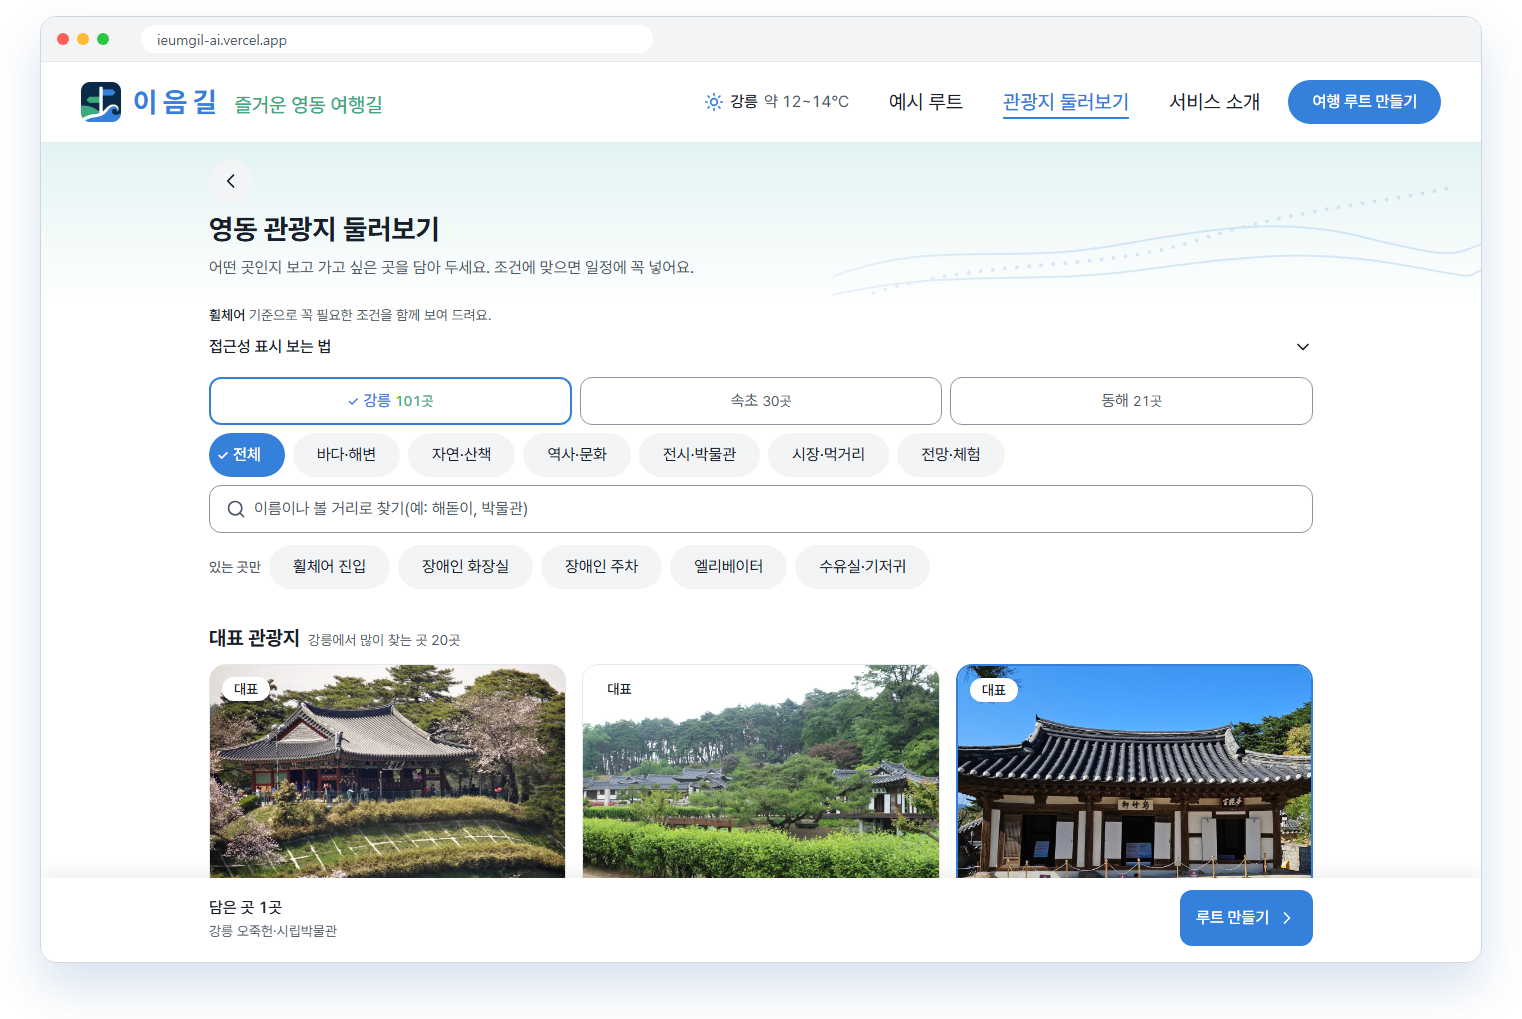 ieumgil-ai.vercel.app
이음길 즐거운 영동 여행길
강릉 약 12~14°C
예시 루트
관광지 둘러보기
서비스 소개
여행 루트 만들기
영동 관광지 둘러보기
어떤 곳인지 보고 가고 싶은 곳을 담아 두세요. 조건에 맞으면 일정에 꼭 넣어요.
휠체어 기준으로 꼭 필요한 조건을 함께 보여 드려요.
접근성 표시 보는 법
강릉 101곳
속초 30곳
동해 21곳
전체
바다·해변
자연·산책
역사·문화
전시·박물관
시장·먹거리
전망·체험
이름이나 볼 거리로 찾기(예: 해돋이, 박물관)
있는 곳만
휠체어 진입
장애인 화장실
장애인 주차
엘리베이터
수유실·기저귀
대표 관광지 강릉에서 많이 찾는 곳 20곳
대표
대표
대표
담은 곳 1곳
강릉 오죽헌·시립박물관
루트 만들기